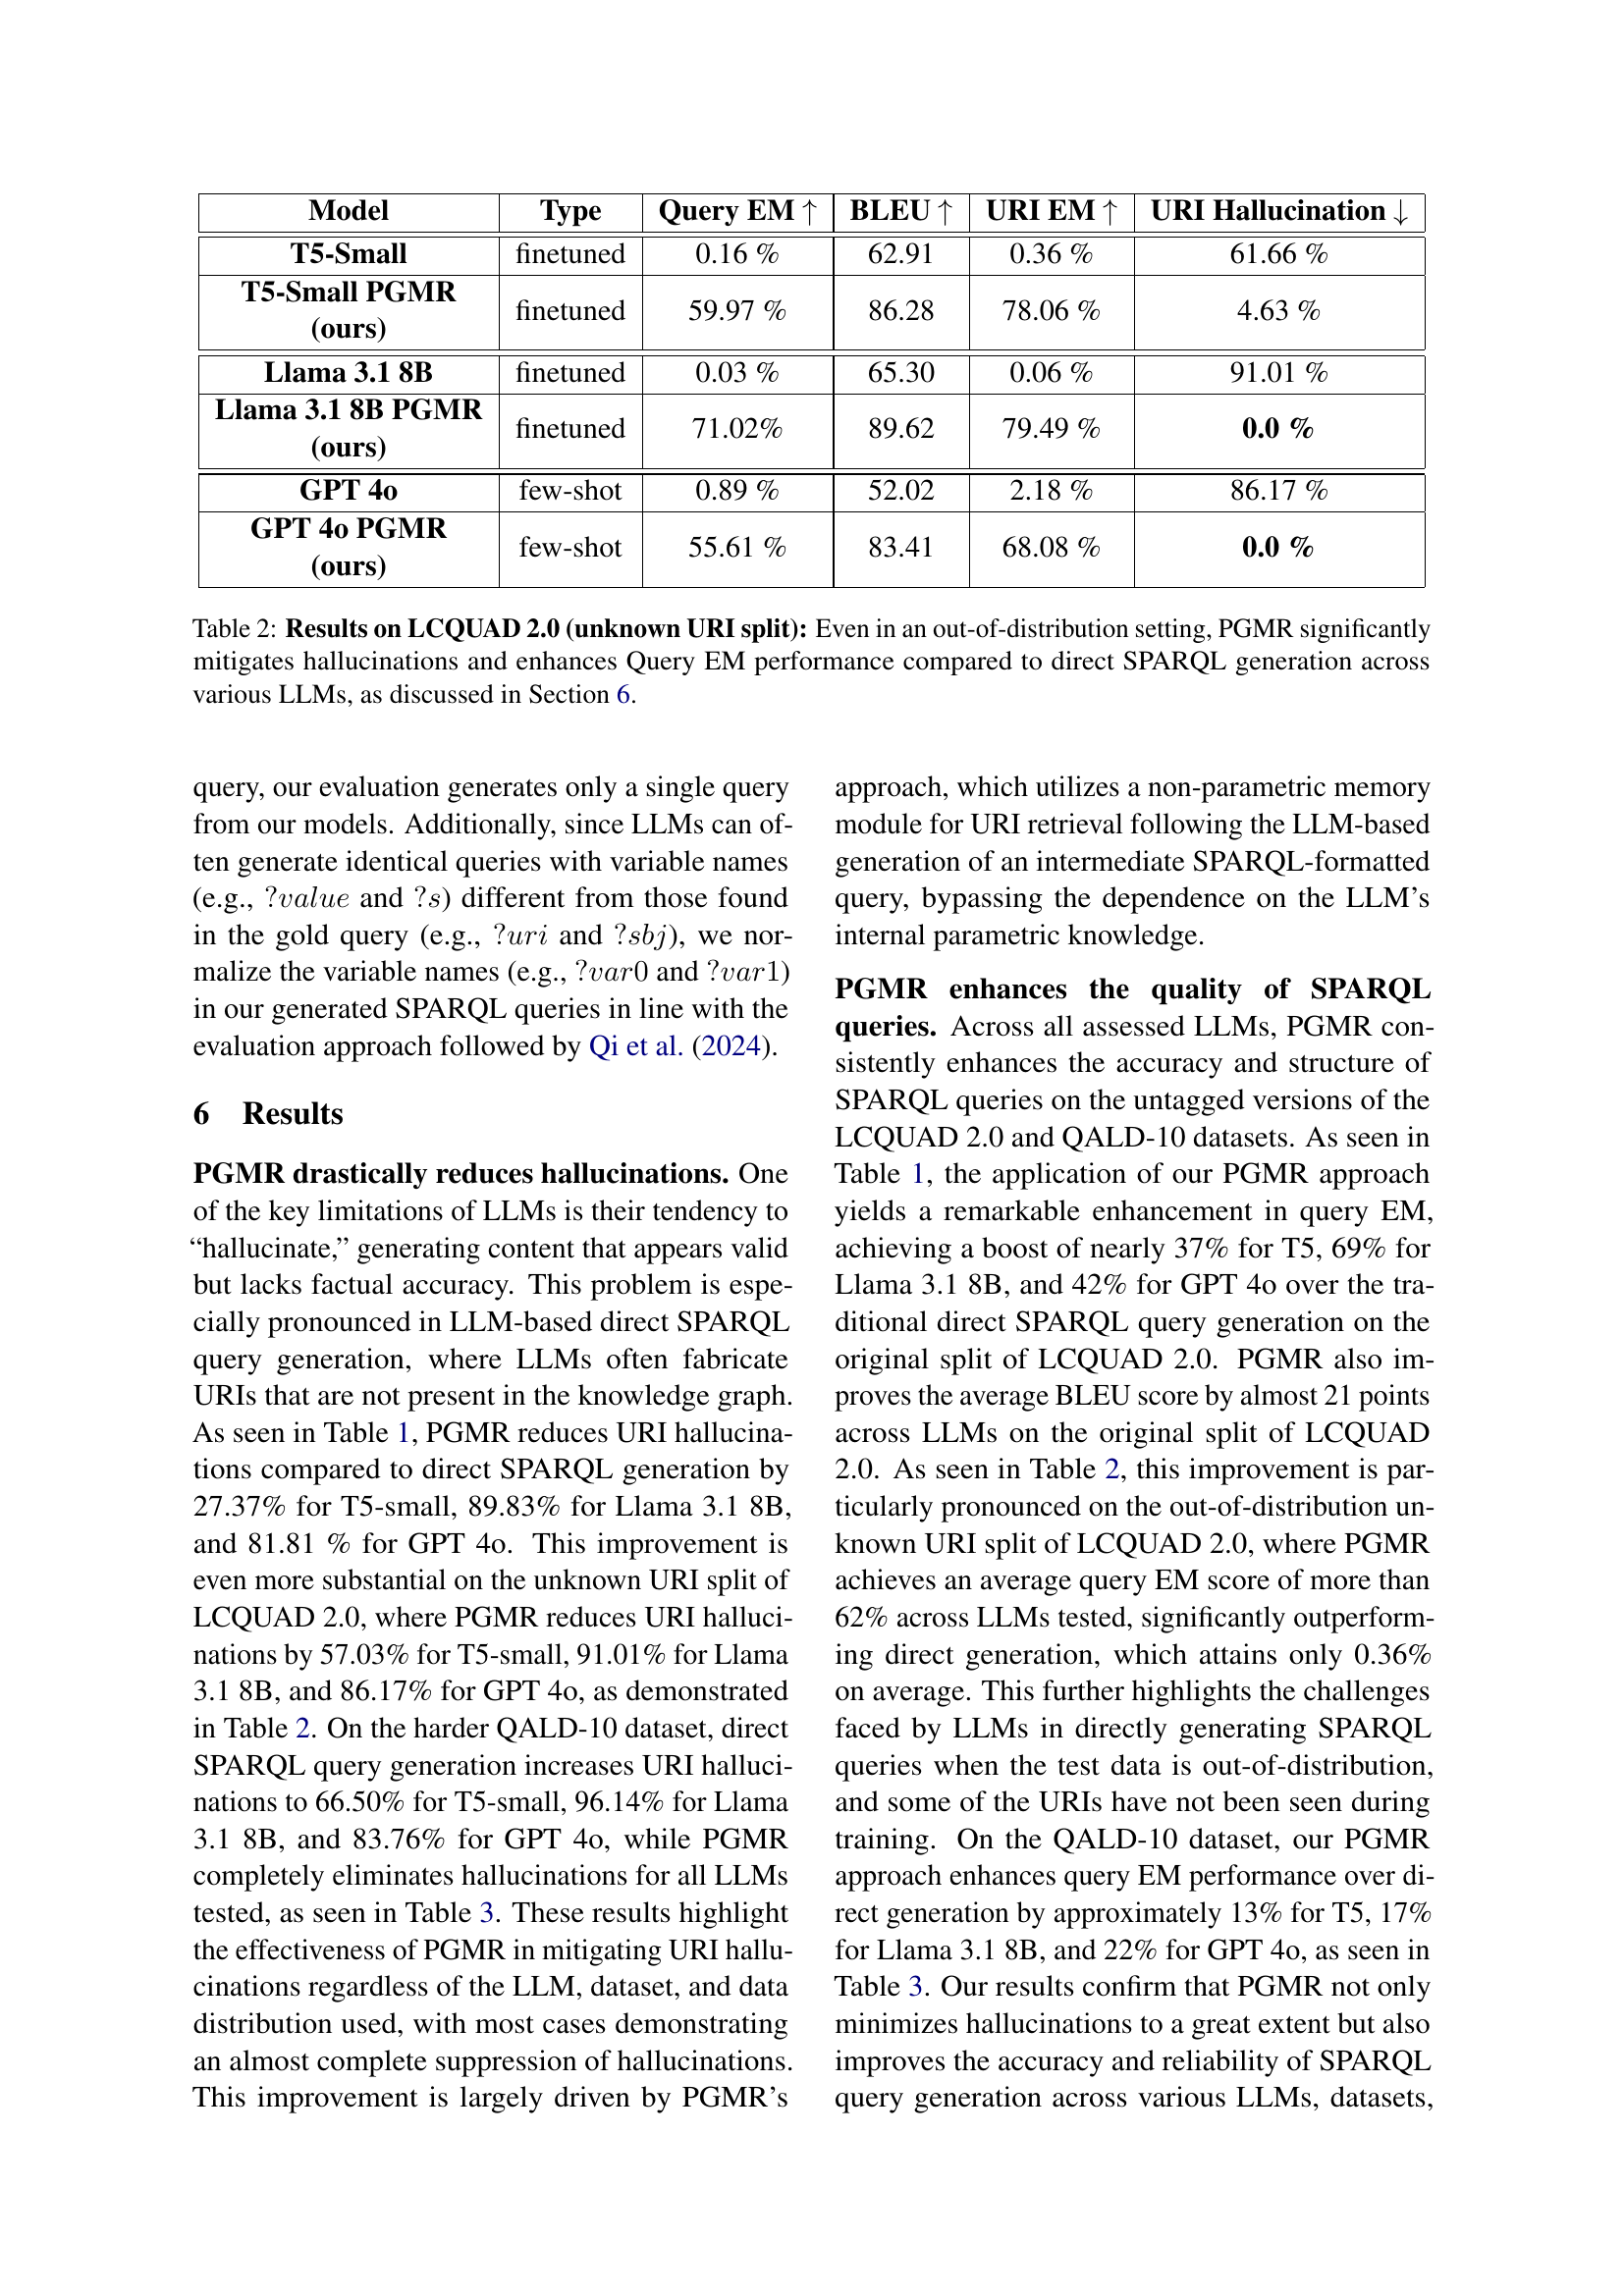 Model Type Query EM ↑ BLEU ↑ URI EM ↑ URI Hallucination ↓
T5-Small finetuned 0.16 % 62.91 0.36 % 61.66 %
T5-Small PGMR
(ours) finetuned 59.97 % 86.28 78.06 % 4.63 %
Llama 3.1 8B finetuned 0.03 % 65.30 0.06 % 91.01 %
Llama 3.1 8B PGMR
(ours) finetuned 71.02% 89.62 79.49 % 0.0 %
GPT 4o few-shot 0.89 % 52.02 2.18 % 86.17 %
GPT 4o PGMR
(ours) few-shot 55.61 % 83.41 68.08 % 0.0 %
Table 2: Results on LCQUAD 2.0 (unknown URI split): Even in an out-of-distribution setting, PGMR significantly
mitigates hallucinations and enhances Query EM performance compared to direct SPARQL generation across
various LLMs, as discussed in Section 6.
query, our evaluation generates only a single query
from our models. Additionally, since LLMs can of-
ten generate identical queries with variable names
(e.g., ?value and ?s) different from those found
in the gold query (e.g., ?uri and ?sbj), we nor-
malize the variable names (e.g., ?var0 and ?var1)
in our generated SPARQL queries in line with the
evaluation approach followed by Qi et al. (2024).
6 Results
PGMR drastically reduces hallucinations. One
of the key limitations of LLMs is their tendency to
“hallucinate,” generating content that appears valid
but lacks factual accuracy. This problem is espe-
cially pronounced in LLM-based direct SPARQL
query generation, where LLMs often fabricate
URIs that are not present in the knowledge graph.
As seen in Table 1, PGMR reduces URI hallucina-
tions compared to direct SPARQL generation by
27.37% for T5-small, 89.83% for Llama 3.1 8B,
and 81.81 % for GPT 4o. This improvement is
even more substantial on the unknown URI split of
LCQUAD 2.0, where PGMR reduces URI halluci-
nations by 57.03% for T5-small, 91.01% for Llama
3.1 8B, and 86.17% for GPT 4o, as demonstrated
in Table 2. On the harder QALD-10 dataset, direct
SPARQL query generation increases URI halluci-
nations to 66.50% for T5-small, 96.14% for Llama
3.1 8B, and 83.76% for GPT 4o, while PGMR
completely eliminates hallucinations for all LLMs
tested, as seen in Table 3. These results highlight
the effectiveness of PGMR in mitigating URI hallu-
cinations regardless of the LLM, dataset, and data
distribution used, with most cases demonstrating
an almost complete suppression of hallucinations.
This improvement is largely driven by PGMR’s
approach, which utilizes a non-parametric memory
module for URI retrieval following the LLM-based
generation of an intermediate SPARQL-formatted
query, bypassing the dependence on the LLM’s
internal parametric knowledge.
PGMR enhances the quality of SPARQL
queries. Across all assessed LLMs, PGMR con-
sistently enhances the accuracy and structure of
SPARQL queries on the untagged versions of the
LCQUAD 2.0 and QALD-10 datasets. As seen in
Table 1, the application of our PGMR approach
yields a remarkable enhancement in query EM,
achieving a boost of nearly 37% for T5, 69% for
Llama 3.1 8B, and 42% for GPT 4o over the tra-
ditional direct SPARQL query generation on the
original split of LCQUAD 2.0. PGMR also im-
proves the average BLEU score by almost 21 points
across LLMs on the original split of LCQUAD
2.0. As seen in Table 2, this improvement is par-
ticularly pronounced on the out-of-distribution un-
known URI split of LCQUAD 2.0, where PGMR
achieves an average query EM score of more than
62% across LLMs tested, significantly outperform-
ing direct generation, which attains only 0.36%
on average. This further highlights the challenges
faced by LLMs in directly generating SPARQL
queries when the test data is out-of-distribution,
and some of the URIs have not been seen during
training. On the QALD-10 dataset, our PGMR
approach enhances query EM performance over di-
rect generation by approximately 13% for T5, 17%
for Llama 3.1 8B, and 22% for GPT 4o, as seen in
Table 3. Our results confirm that PGMR not only
minimizes hallucinations to a great extent but also
improves the accuracy and reliability of SPARQL
query generation across various LLMs, datasets,